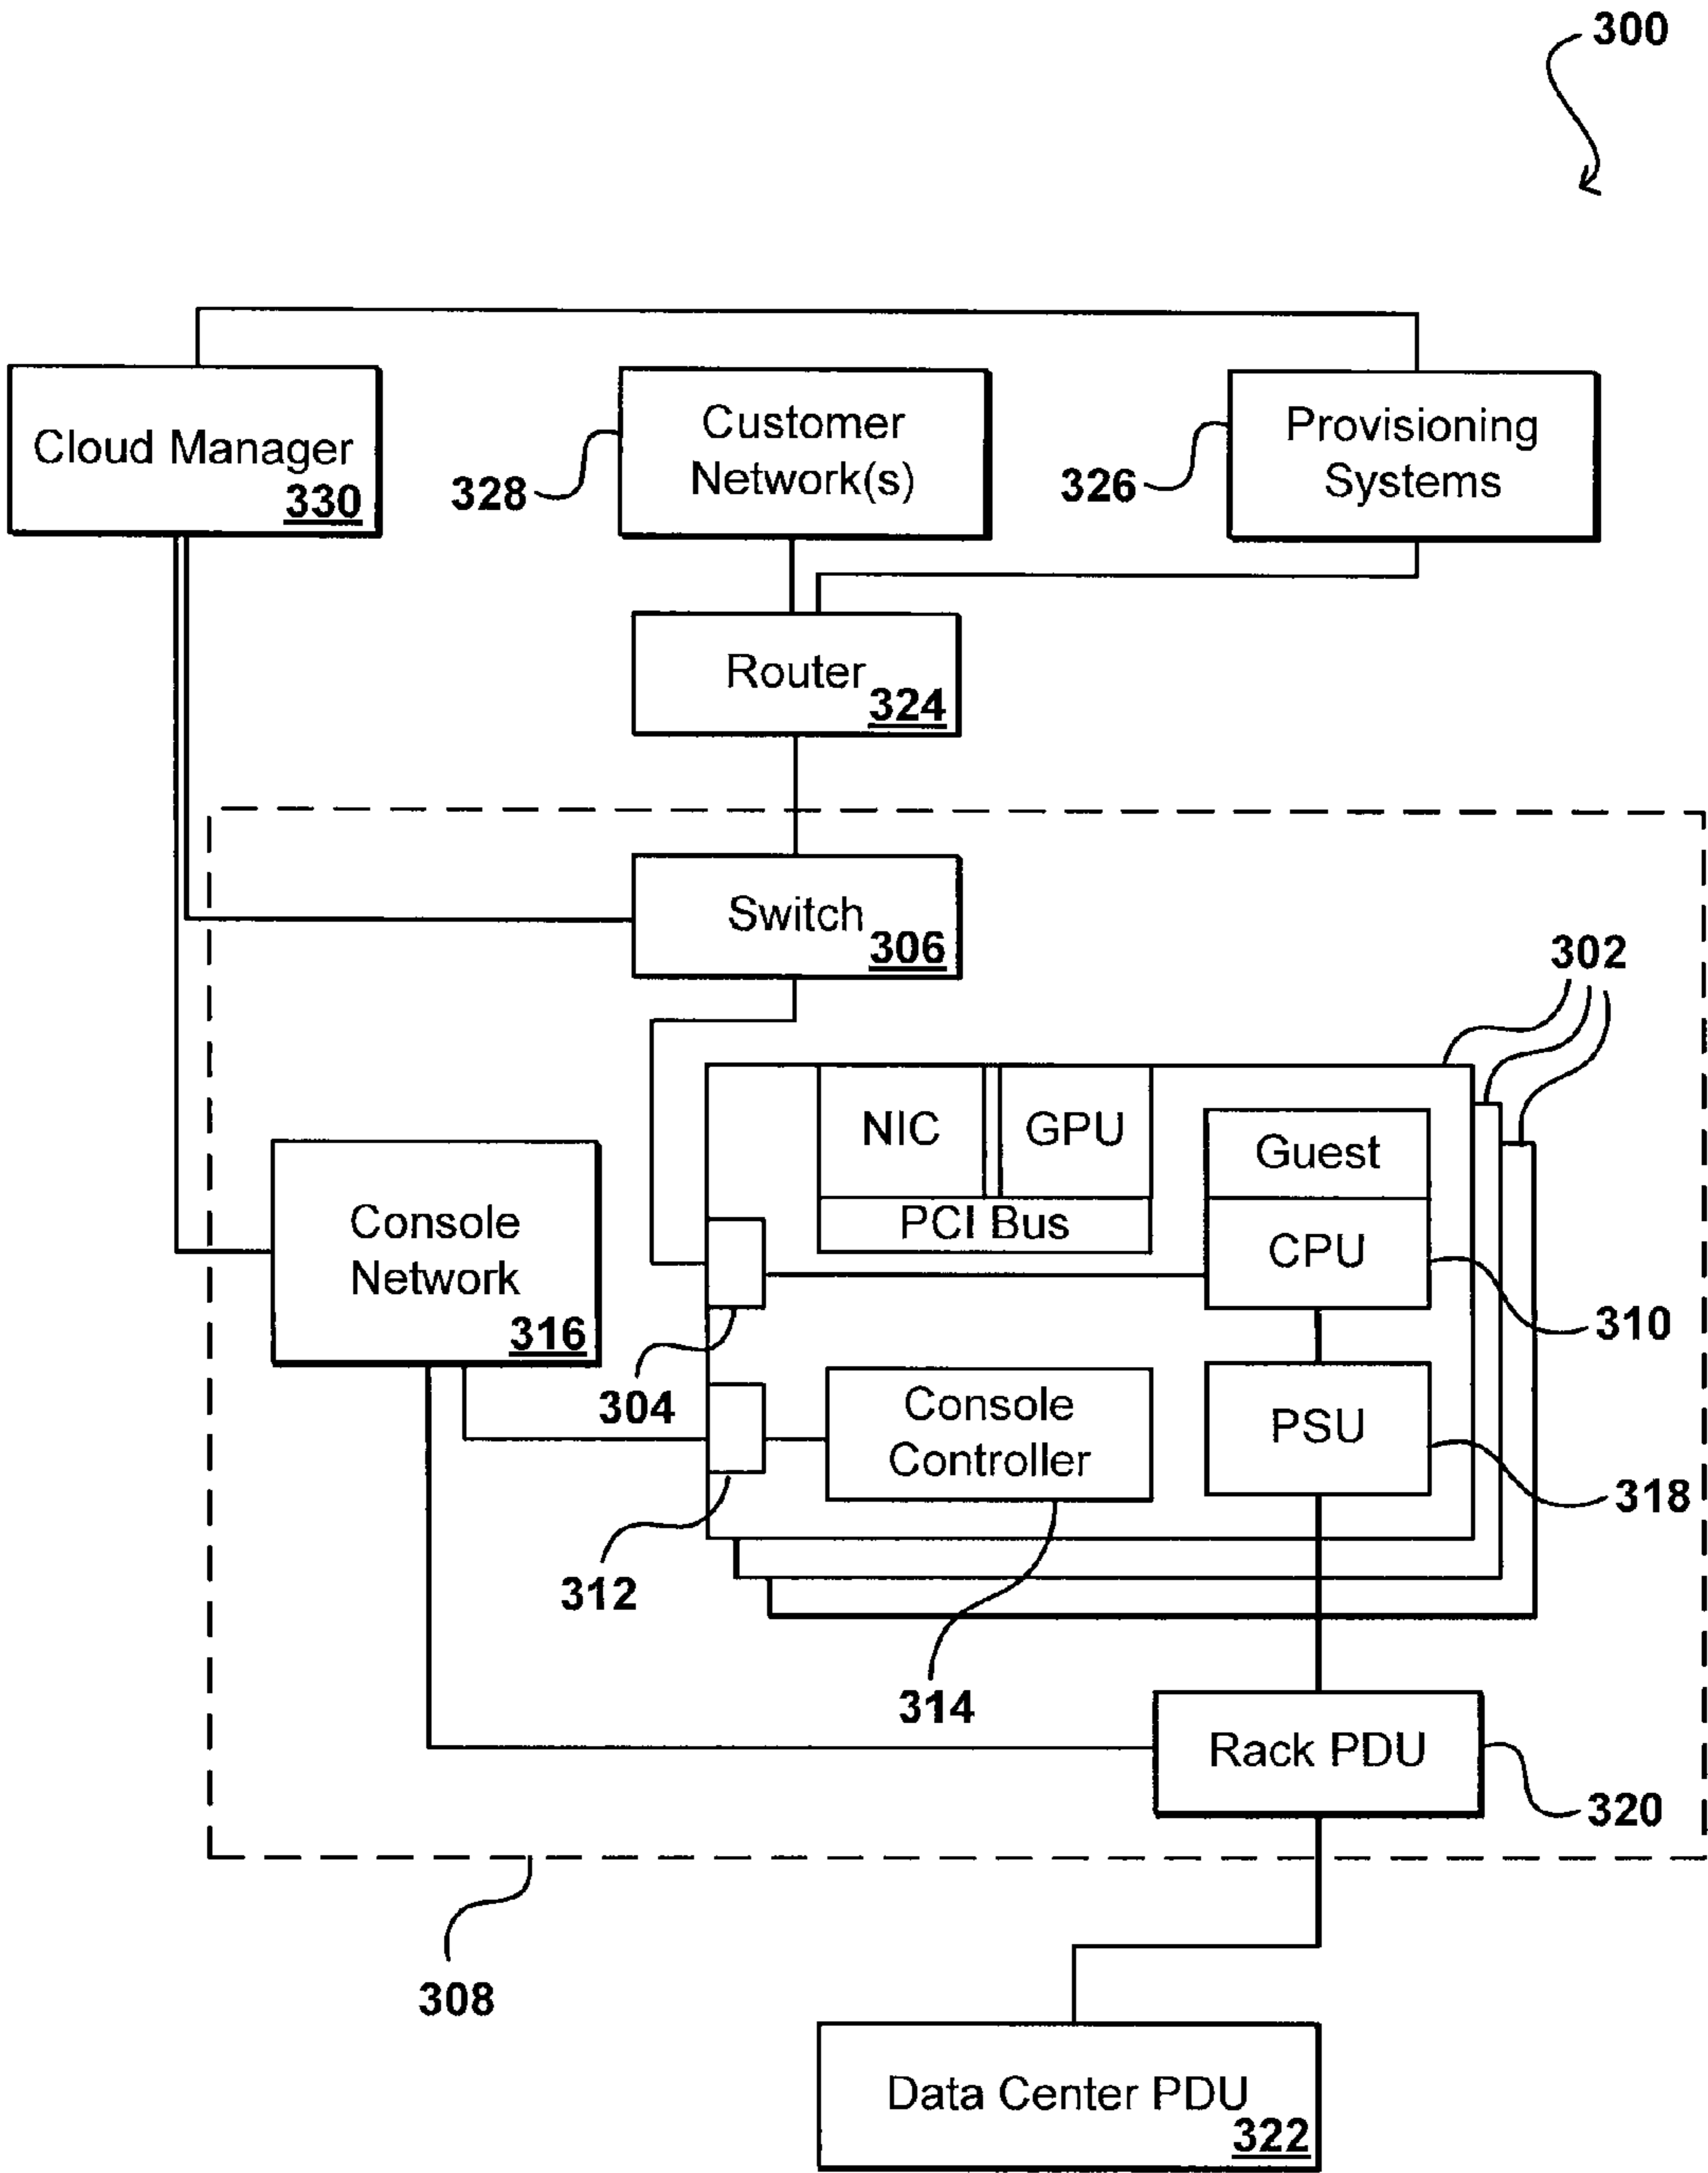 300
Cloud Manager
330
328
Customer
Network(s)
326
Provisioning
Systems
Router
324
Switch
306
302
NIC
GPU
PCI Bus
Guest
CPU
310
Console
Network
316
304
Console
Controller
PSU
318
312
314
Rack PDU
320
308
Data Center PDU
322